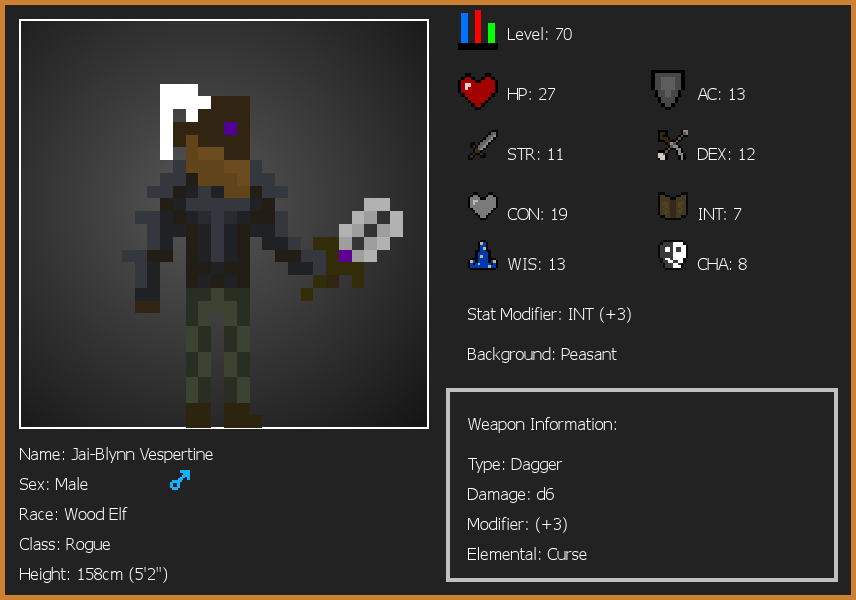 Level: 70
HP: 27
AC: 13
STR: 11
DEX: 12
CON: 19
INT: 7
WIS: 13
CHA: 8
Stat Modifier: INT (+3)
Background: Peasant
Weapon Information:
Type: Dagger
Damage: d6
Modifier: (+3)
Elemental: Curse
Name: Jai-Blynn Vespertine
Sex: Male
Race: Wood Elf
Class: Rogue
Height: 158cm (5'2")